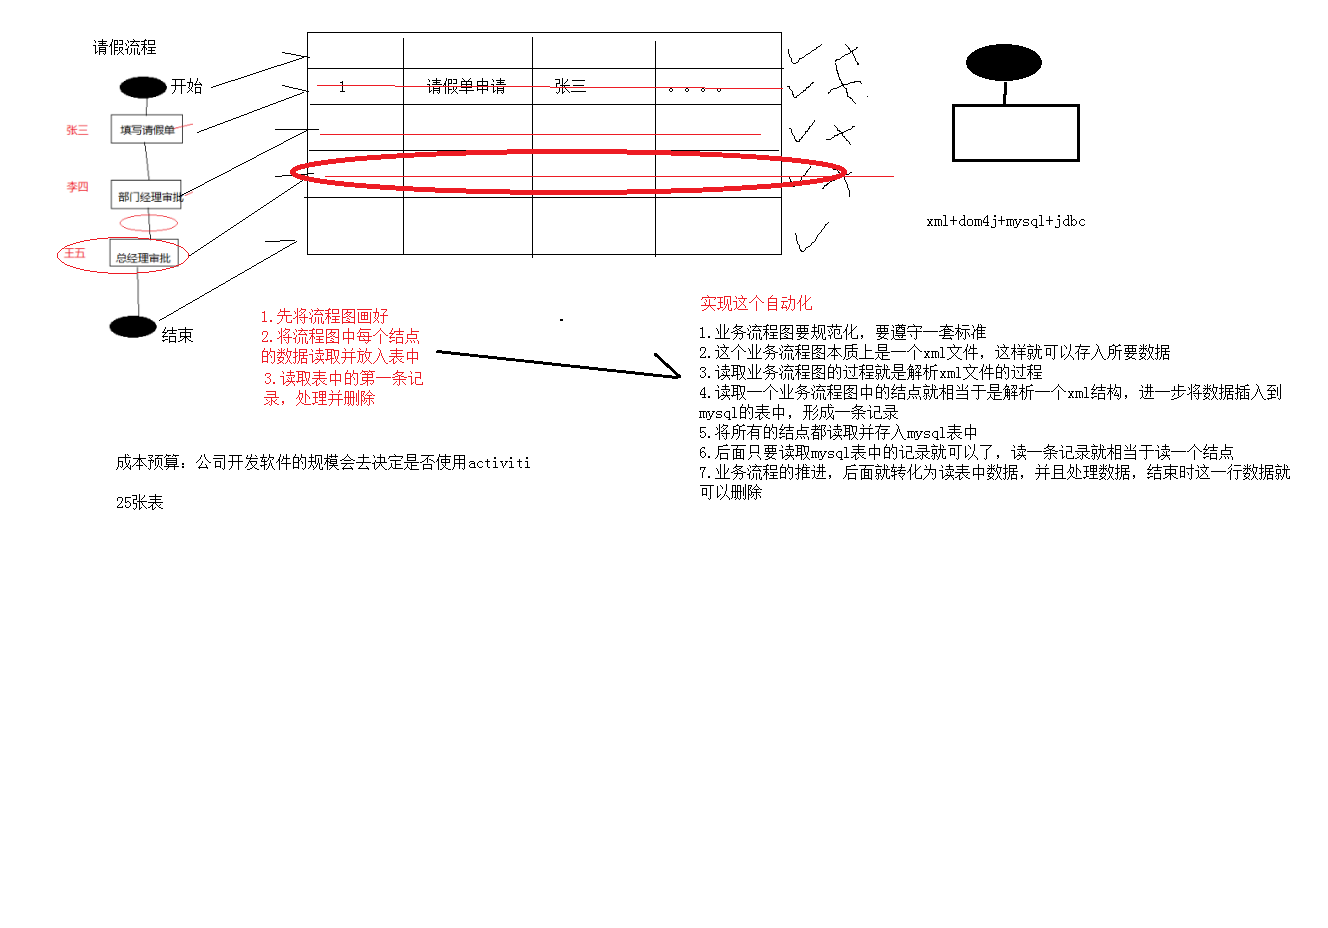 请假流程
开始
张三
填写请假单
李四
部门经理审批
王五
总经理审批
结束
1
请假单申请
张三
。。。。
xml+dom4j+mysql+jdbc
1.先将流程图画好
2.将流程图中每个结点
的数据读取并放入表中
3.读取表中的第一条记
录，处理并删除
实现这个自动化
1.业务流程图要规范化，要遵守一套标准
2.这个业务流程图本质上是一个xml文件，这样就可以存入所要数据
3.读取业务流程图的过程就是解析xml文件的过程
4.读取一个业务流程图中的结点就相当于是解析一个xml结构，进一步将数据插入到
mysql的表中，形成一条记录
5.将所有的结点都读取并存入mysql表中
6.后面只要读取mysql表中的记录就可以了，读一条记录就相当于读一个结点
7.业务流程的推进，后面就转化为读表中数据，并且处理数据，结束时这一行数据就
可以删除
成本预算：公司开发软件的规模会去决定是否使用activiti
25张表